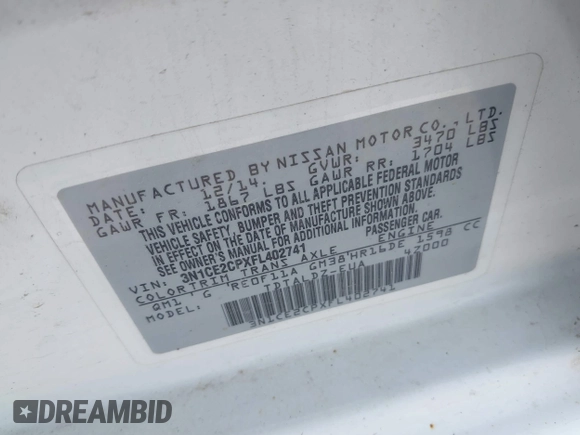 MANUFACTURED BY NISSAN MOTOR CO., LTD.
DATE: 12/14 GVWR: 3470 LBS
GAWR FR: 1867 LBS GAWR RR: 1704 LBS
THIS VEHICLE CONFORMS TO ALL APPLICABLE FEDERAL MOTOR
VEHICLE SAFETY, BUMPER AND THEFT PREVENTION STANDARDS
IN EFFECT ON THE DATE OF MANUFACTURE SHOWN ABOVE.
SEE OWNER'S MANUAL FOR ADDITIONAL INFORMATION.
VIN: 3N1CE2CPXFL402741 PASSENGER CAR.
COLOR TRIM TRANS AXLE ENGINE
QM1 G RE0F11A GM38 HR16DE 1598 CC
MODEL: TDTALDZ-EUA 47000
3N1CE2CPXFL402741
DREAMBID